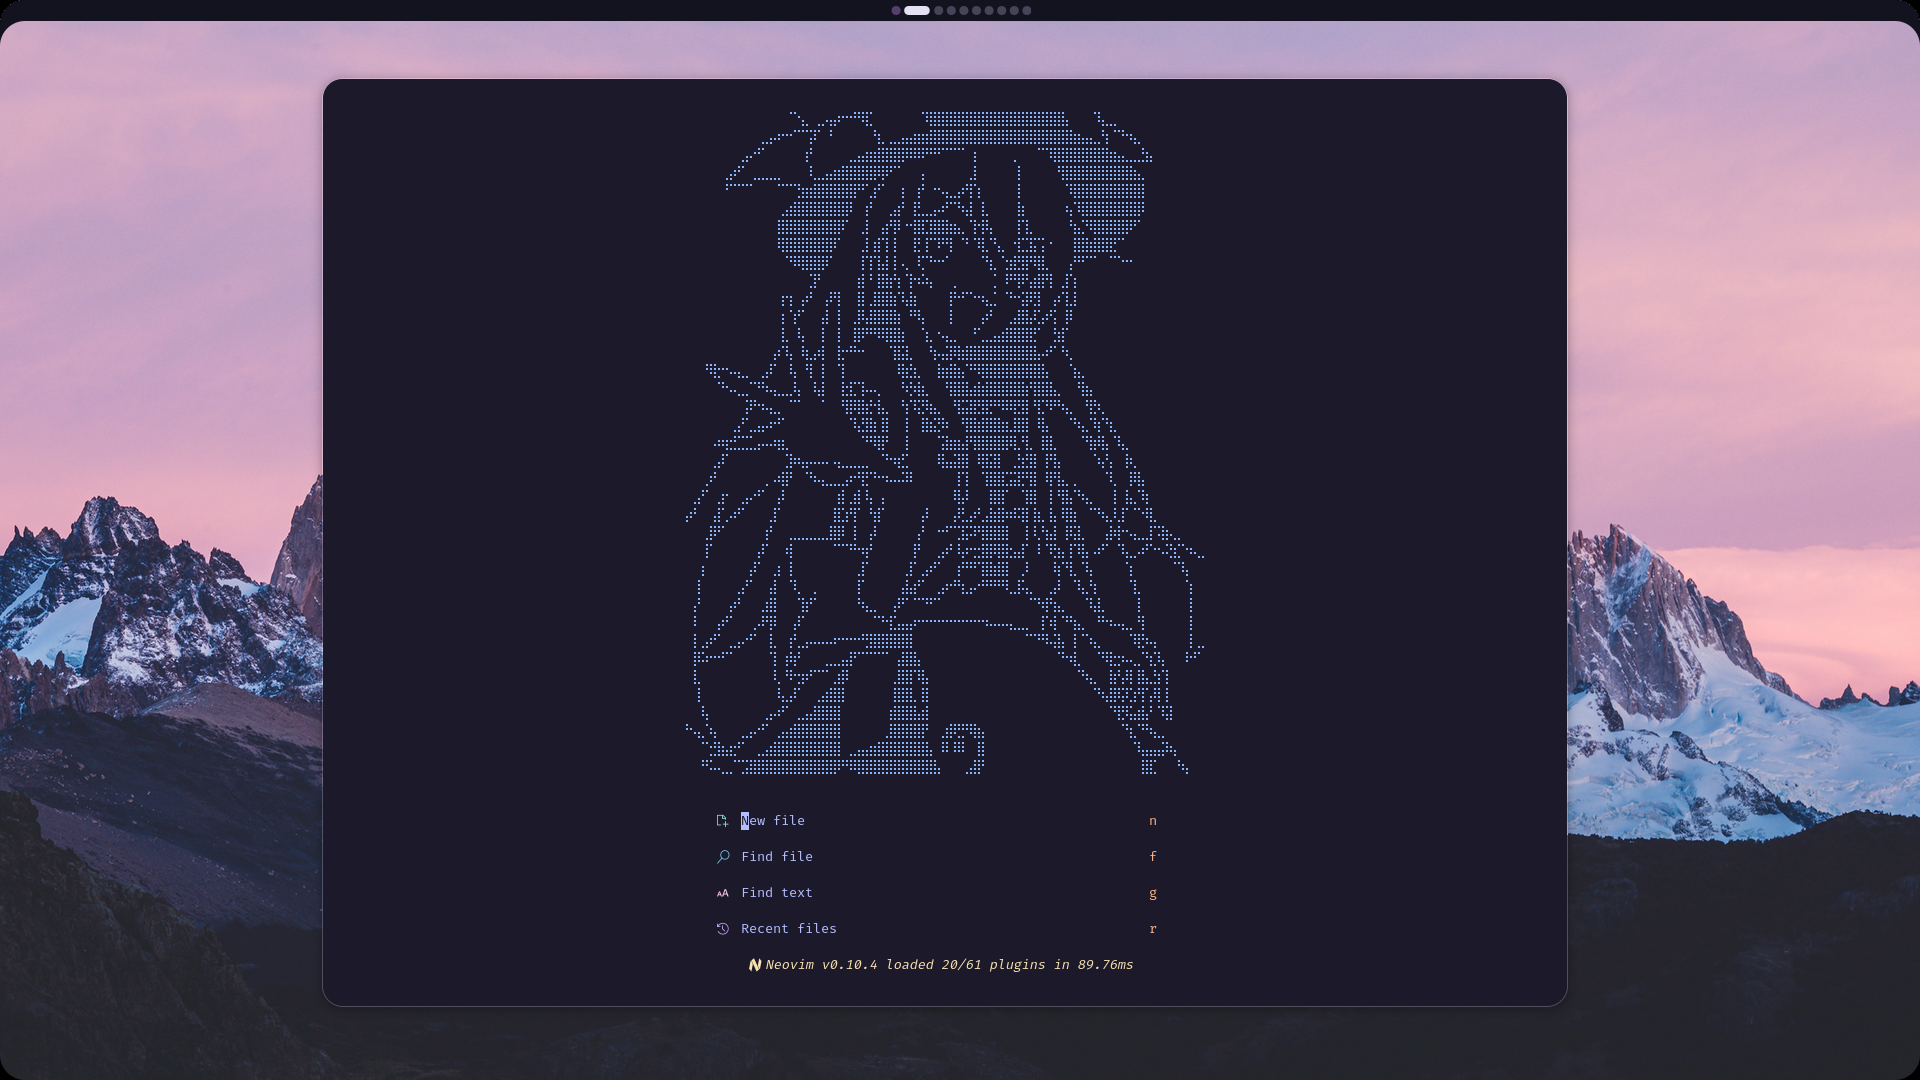 New file n
Find file f
Find text g
Recent files r
Neovim v0.10.4 loaded 20/61 plugins in 89.76ms